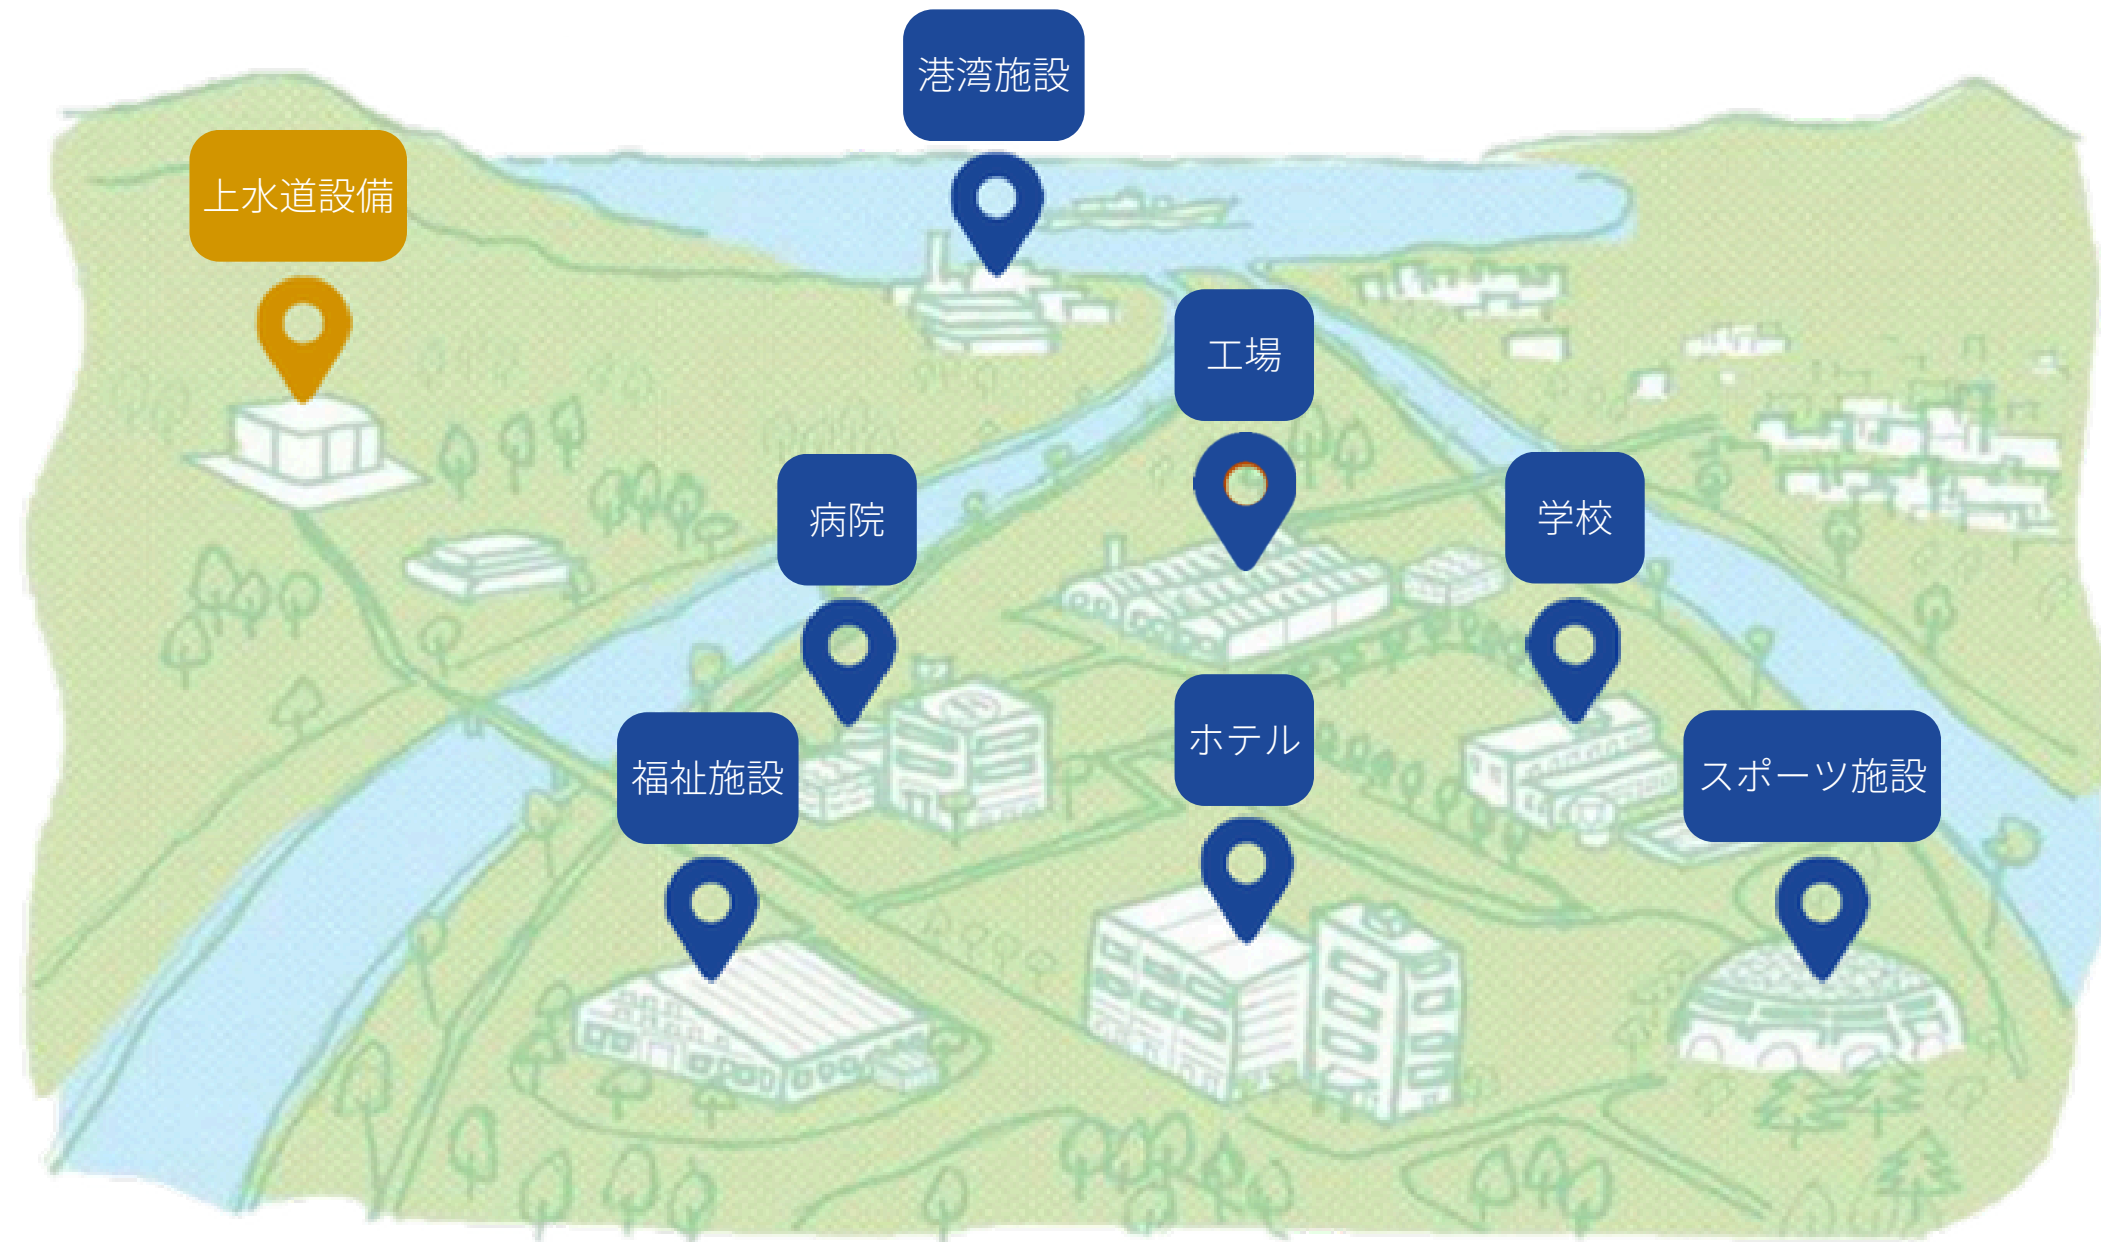 港湾施設
上水道設備
工場
病院
学校
福祉施設
ホテル
スポーツ施設